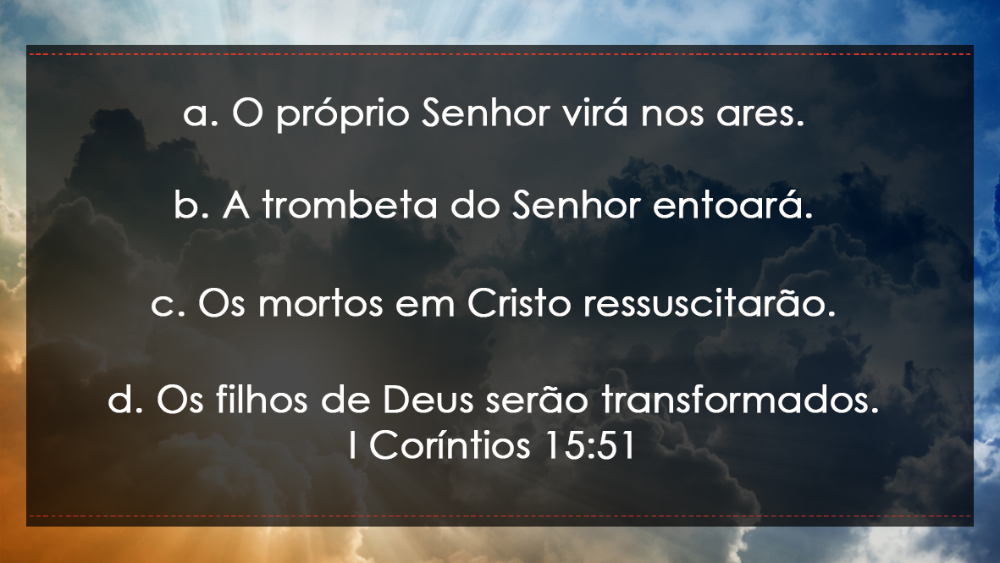 a. O próprio Senhor virá nos ares.
b. A trombeta do Senhor entoará.
c. Os mortos em Cristo ressuscitarão.
d. Os filhos de Deus serão transformados.
I Coríntios 15:51